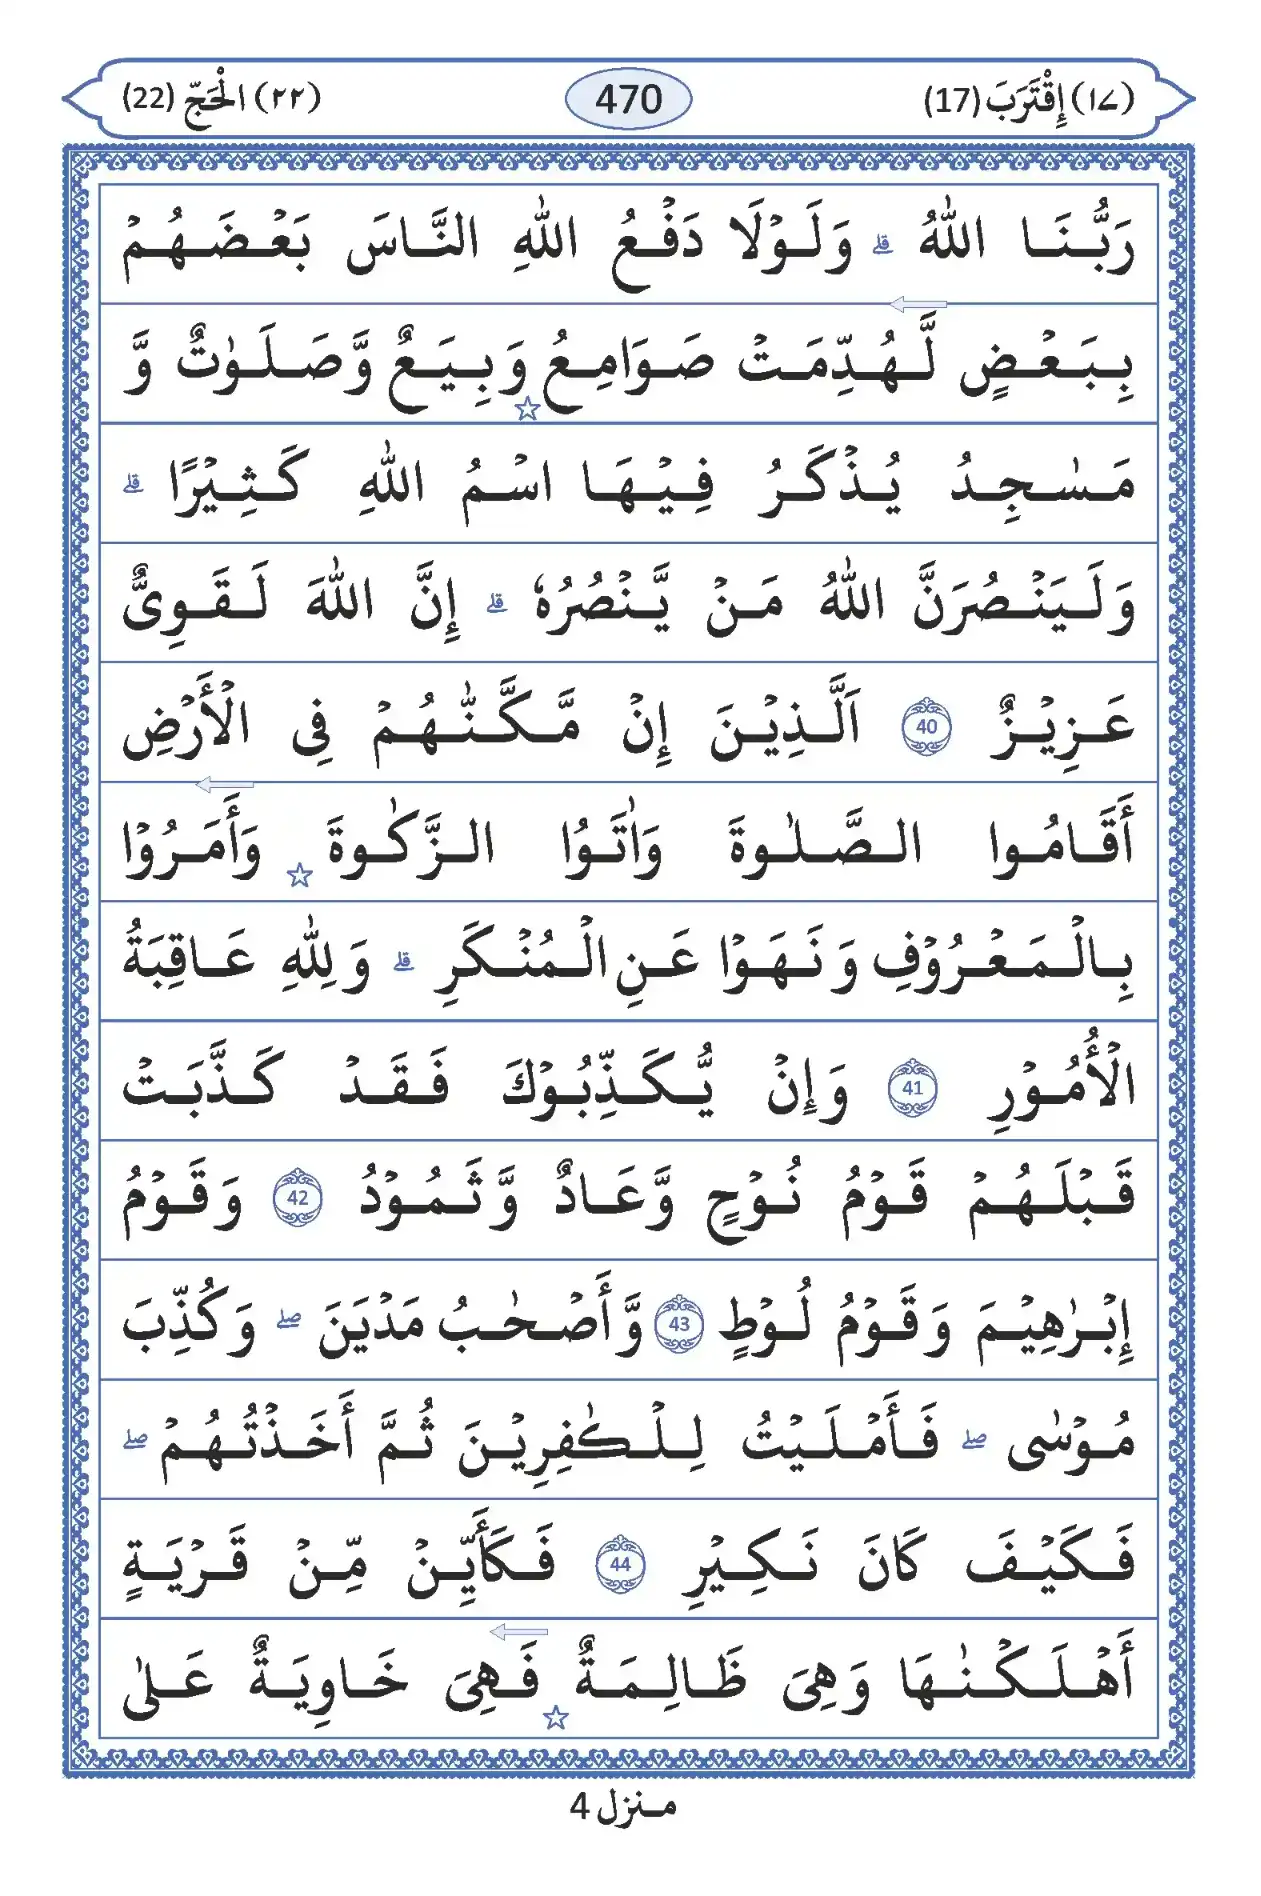 (١٧) إِقْتَرَبَ (17) 470 (٢٢) الْحَجّ (22)
رَبُّنَا اللّٰهُ ۗ وَلَوْلَا دَفْعُ اللّٰهِ النَّاسَ بَعْضَهُمْ
بِبَعْضٍ لَّهُدِّمَتْ صَوَامِعُ ☆ وَبِيَعٌ وَّصَلَوٰتٌ وَّ
مَسٰجِدُ يُذْكَرُ فِيْهَا اسْمُ اللّٰهِ كَثِيْرًا ۗ
وَلَيَنْصُرَنَّ اللّٰهُ مَنْ يَّنْصُرُهٗ ۗ إِنَّ اللّٰهَ لَقَوِىٌّ
عَزِيْزٌ 40 اَلَّذِيْنَ إِنْ مَّكَّنّٰهُمْ فِى الْأَرْضِ
أَقَامُوا الصَّلٰوةَ وَاٰتَوُا الزَّكٰوةَ ☆ وَأَمَرُوْا
بِالْمَعْرُوْفِ وَنَهَوْا عَنِ الْمُنْكَرِ ۗ وَلِلّٰهِ عَاقِبَةُ
الْأُمُوْرِ 41 وَإِنْ يُّكَذِّبُوْكَ فَقَدْ كَذَّبَتْ
قَبْلَهُمْ قَوْمُ نُوْحٍ وَّعَادٌ وَّثَمُوْدُ 42 وَقَوْمُ
إِبْرٰهِيْمَ وَقَوْمُ لُوْطٍ 43 وَّأَصْحٰبُ مَدْيَنَ ۖ وَكُذِّبَ
مُوْسٰى ۖ فَأَمْلَيْتُ لِلْكٰفِرِيْنَ ثُمَّ أَخَذْتُهُمْ ۖ
فَكَيْفَ كَانَ نَكِيْرِ 44 فَكَأَيِّنْ مِّنْ قَرْيَةٍ
أَهْلَكْنٰهَا وَهِىَ ظَالِمَةٌ ☆ فَهِىَ خَاوِيَةٌ عَلٰى
منزل 4